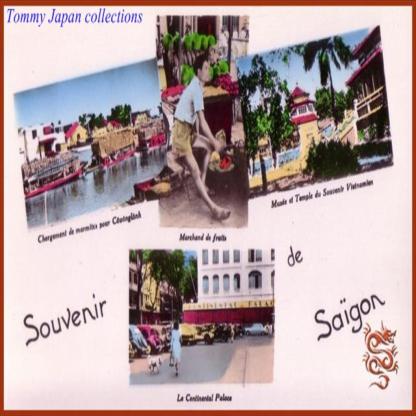 Tommy Japan collections
Chargement de marmites pour Câuônglânh
Marchand de fruits
Musée et Temple du Souvenir Vietnamien
Souvenir
de
Saïgon
CONTINENTAL PALACE
Le Continental Palace